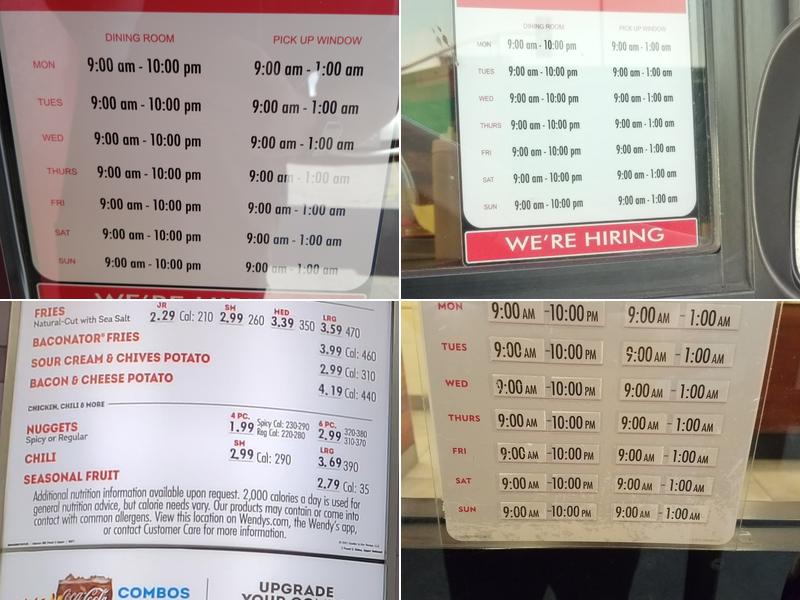 DINING ROOM PICK UP WINDOW
MON 9:00 am - 10:00 pm 9:00 am - 1:00 am
TUES 9:00 am - 10:00 pm 9:00 am - 1:00 am
WED 9:00 am - 10:00 pm 9:00 am - 1:00 am
THURS 9:00 am - 10:00 pm 9:00 am - 1:00 am
FRI 9:00 am - 10:00 pm 9:00 am - 1:00 am
SAT 9:00 am - 10:00 pm 9:00 am - 1:00 am
SUN 9:00 am - 10:00 pm 9:00 am - 1:00 am
DINING ROOM PICK UP WINDOW
MON 9:00 am - 10:00 pm 9:00 am - 1:00 am
TUES 9:00 am - 10:00 pm 9:00 am - 1:00 am
WED 9:00 am - 10:00 pm 9:00 am - 1:00 am
THURS 9:00 am - 10:00 pm 9:00 am - 1:00 am
FRI 9:00 am - 10:00 pm 9:00 am - 1:00 am
SAT 9:00 am - 10:00 pm 9:00 am - 1:00 am
SUN 9:00 am - 10:00 pm 9:00 am - 1:00 am
WE'RE HIRING
JR SM MED LRG
FRIES 2.29 Cal: 210 2.99 260 3.39 350 3.59 470
Natural-Cut with Sea Salt
BACONATOR® FRIES 3.99 Cal: 460
SOUR CREAM & CHIVES POTATO 2.99 Cal: 310
BACON & CHEESE POTATO 4.19 Cal: 440
CHICKEN, CHILI & MORE
4 PC. 6 PC.
NUGGETS 1.99 Spicy Cal: 230-290 2.99 320-380
Spicy or Regular Reg Cal: 220-280 310-370
SM LRG
CHILI 2.99 Cal: 290 3.69 390
SEASONAL FRUIT 2.79 Cal: 35
Additional nutrition information available upon request. 2,000 calories a day is used for
general nutrition advice, but calorie needs vary. Our products may contain or come into
contact with common allergens. View this location on Wendys.com, the Wendy's app,
or contact Customer Care for more information.
Coca-Cola
COMBOS
UPGRADE
MON 9:00 AM - 10:00 PM 9:00 AM - 1:00 AM
TUES 9:00 AM - 10:00 PM 9:00 AM - 1:00 AM
WED 9:00 AM - 10:00 PM 9:00 AM - 1:00 AM
THURS 9:00 AM - 10:00 PM 9:00 AM - 1:00 AM
FRI 9:00 AM - 10:00 PM 9:00 AM - 1:00 AM
SAT 9:00 AM - 10:00 PM 9:00 AM - 1:00 AM
SUN 9:00 AM - 10:00 PM 9:00 AM - 1:00 AM